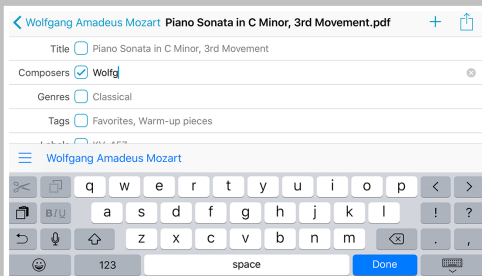 Wolfgang Amadeus Mozart Piano Sonata in C Minor, 3rd Movement.pdf
Title Piano Sonata in C Minor, 3rd Movement
Composers Wolfg
Genres Classical
Tags Favorites, Warm-up pieces
Wolfgang Amadeus Mozart
q w e r t y u i o p < >
B/U a s d f g h j k l ! ?
z x c v b n m . ,
123 space Done